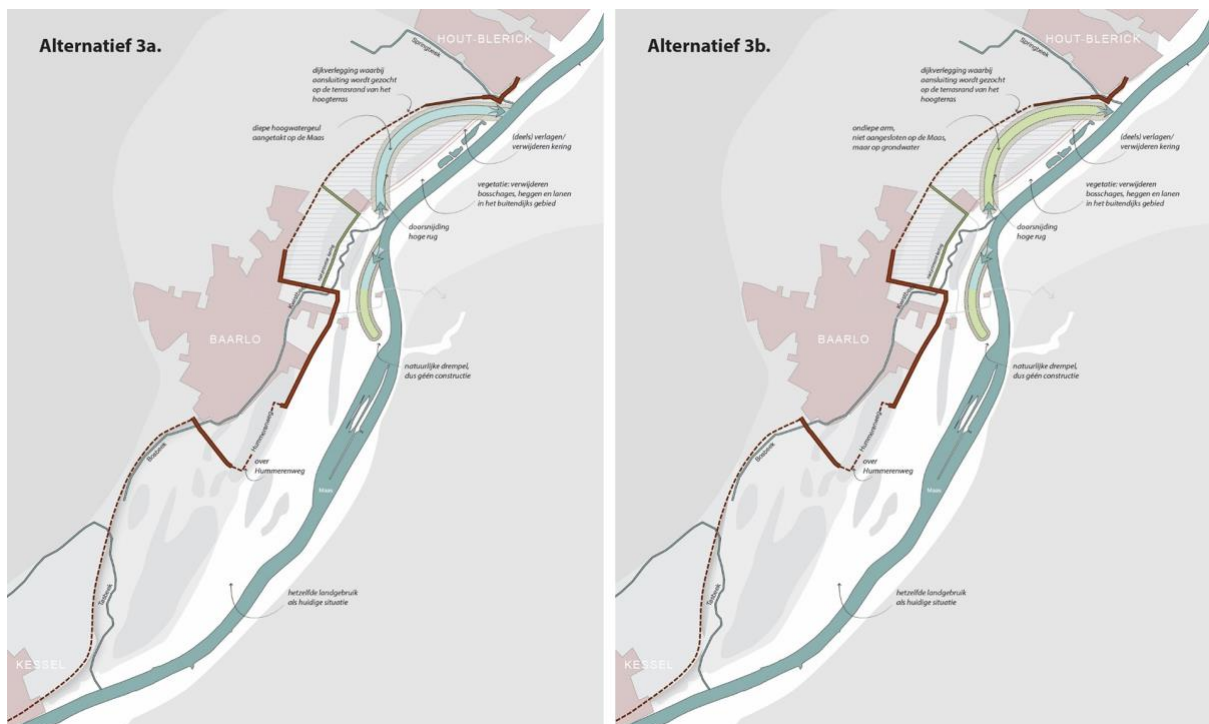 Alternatief 3a.
HOUT-BLERICK
Springbeek
dijkverlegging waarbij
aansluiting wordt gezocht
op de terrasrand van het
hoogterras
diepe hoogwatergeul
aangetakt op de Maas
(deels) verlagen/
verwijderen kering
vegetatie: verwijderen
bosschages, heggen en lanen
in het buitendijks gebied
doorsnijding
hoge rug
BAARLO
natuurlijke drempel,
dus géén constructie
Hummerenweg
over
Hummerenweg
Bosbeek
Maas
Tasbeek
hetzelfde landgebruik
als huidige situatie
KESSEL
Alternatief 3b.
HOUT-BLERICK
Springbeek
dijkverlegging waarbij
aansluiting wordt gezocht
op de terrasrand van het
hoogterras
ondiepe arm,
niet aangesloten op de Maas,
maar op grondwater
(deels) verlagen/
verwijderen kering
vegetatie: verwijderen
bosschages, heggen en lanen
in het buitendijks gebied
doorsnijding
hoge rug
BAARLO
natuurlijke drempel,
dus géén constructie
Hummerenweg
over
Hummerenweg
Bosbeek
Maas
Tasbeek
hetzelfde landgebruik
als huidige situatie
KESSEL